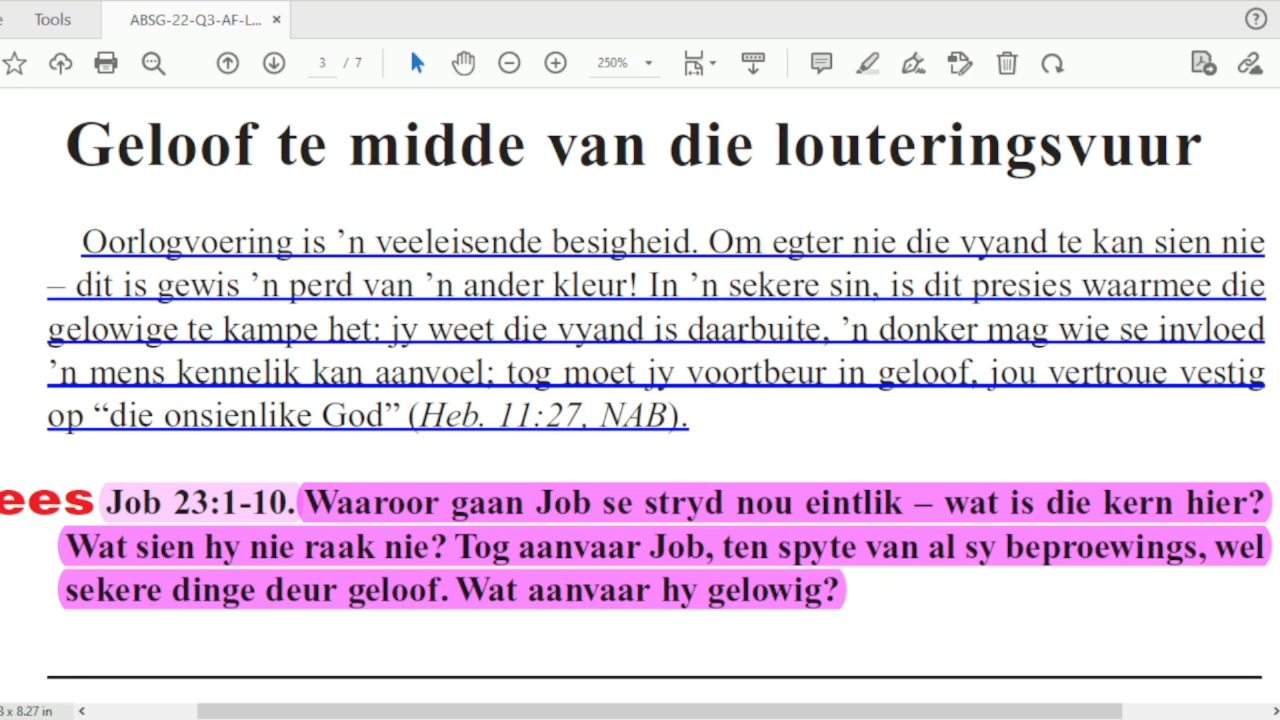 Tools ABSG-22-Q3-AF-L... ×
3 / 7 250%
Geloof te midde van die louteringsvuur
Oorlogvoering is ’n veeleisende besigheid. Om egter nie die vyand te kan sien nie
– dit is gewis ’n perd van ’n ander kleur! In ’n sekere sin, is dit presies waarmee die
gelowige te kampe het: jy weet die vyand is daarbuite, ’n donker mag wie se invloed
’n mens kennelik kan aanvoel; tog moet jy voortbeur in geloof, jou vertroue vestig
op “die onsienlike God” (Heb. 11:27, NAB).
ees Job 23:1-10. Waaroor gaan Job se stryd nou eintlik – wat is die kern hier?
Wat sien hy nie raak nie? Tog aanvaar Job, ten spyte van al sy beproewings, wel
sekere dinge deur geloof. Wat aanvaar hy gelowig?
x 8.27 in